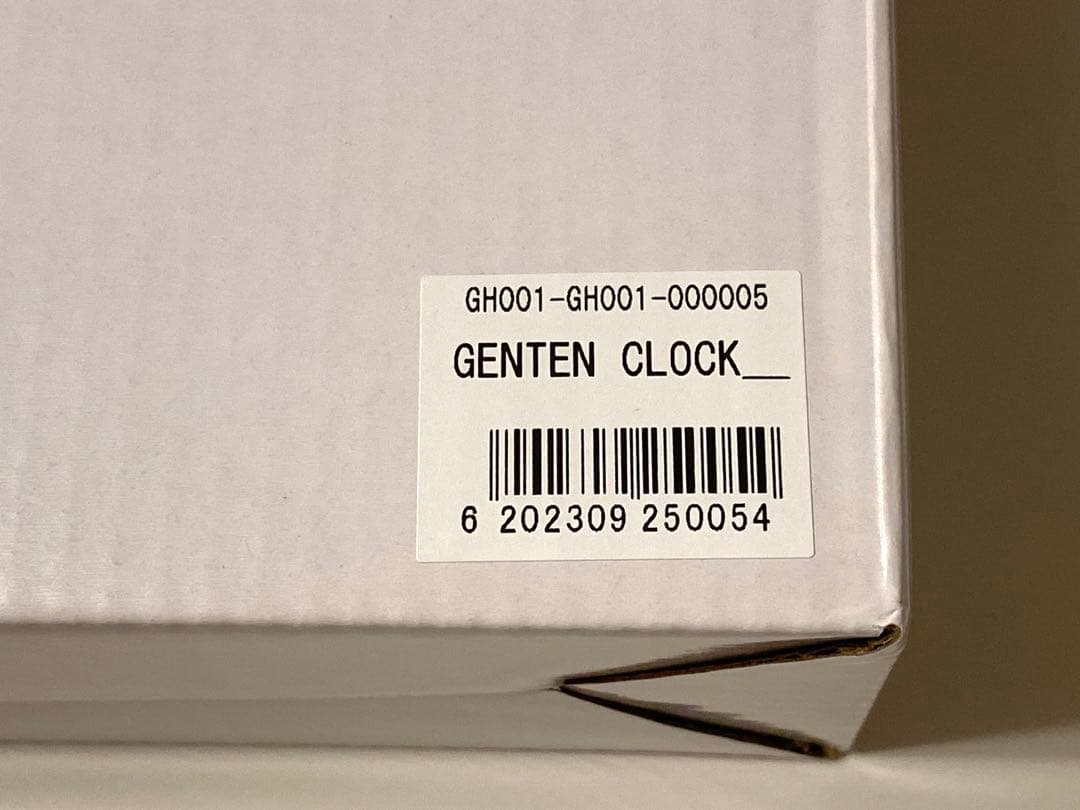 GH001-GH001-000005
GENTEN CLOCK__
6 202309 250054